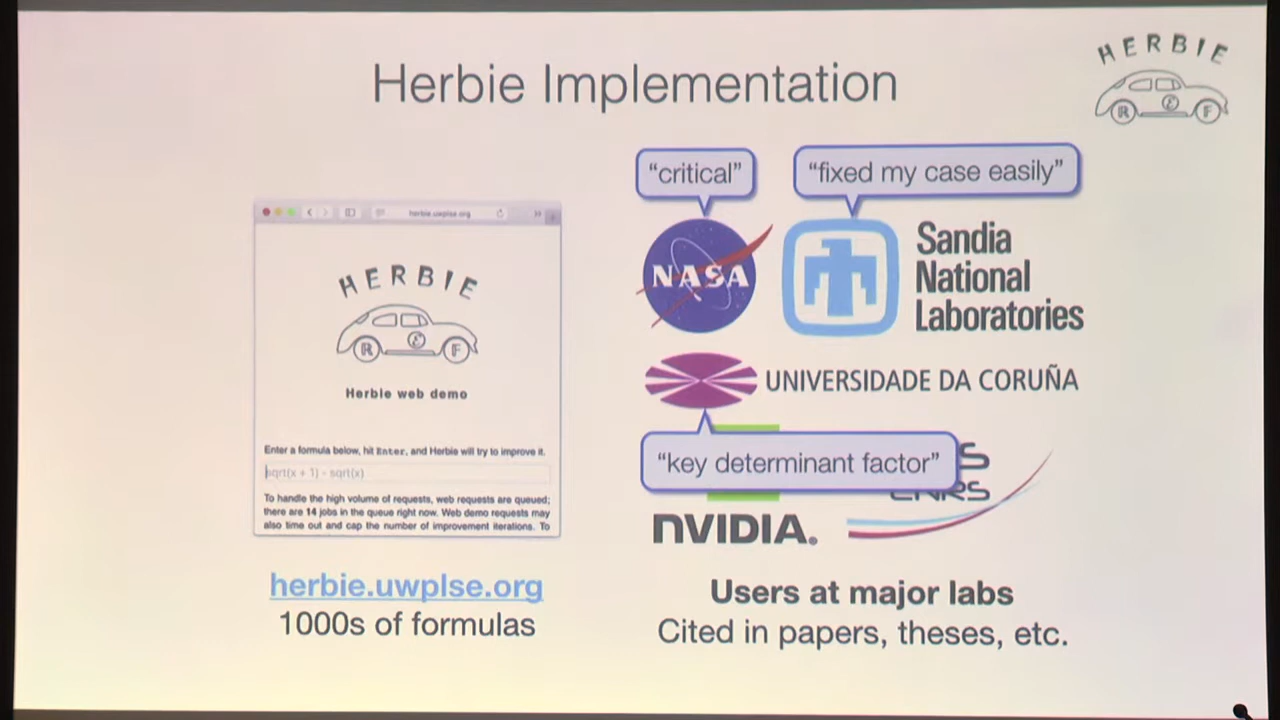 Herbie Implementation
HERBIE
R E F
"critical"
"fixed my case easily"
herbie.uwplse.org
HERBIE
R E F
Herbie web demo
Enter a formula below, hit Enter, and Herbie will try to improve it.
sqrt(x + 1) - sqrt(x)
To handle the high volume of requests, web requests are queued;
there are 14 jobs in the queue right now. Web demo requests may
also time out and cap the number of improvement iterations. To
NASA
Sandia
National
Laboratories
UNIVERSIDADE DA CORUÑA
"key determinant factor"
CNRS
NVIDIA.
herbie.uwplse.org
1000s of formulas
Users at major labs
Cited in papers, theses, etc.